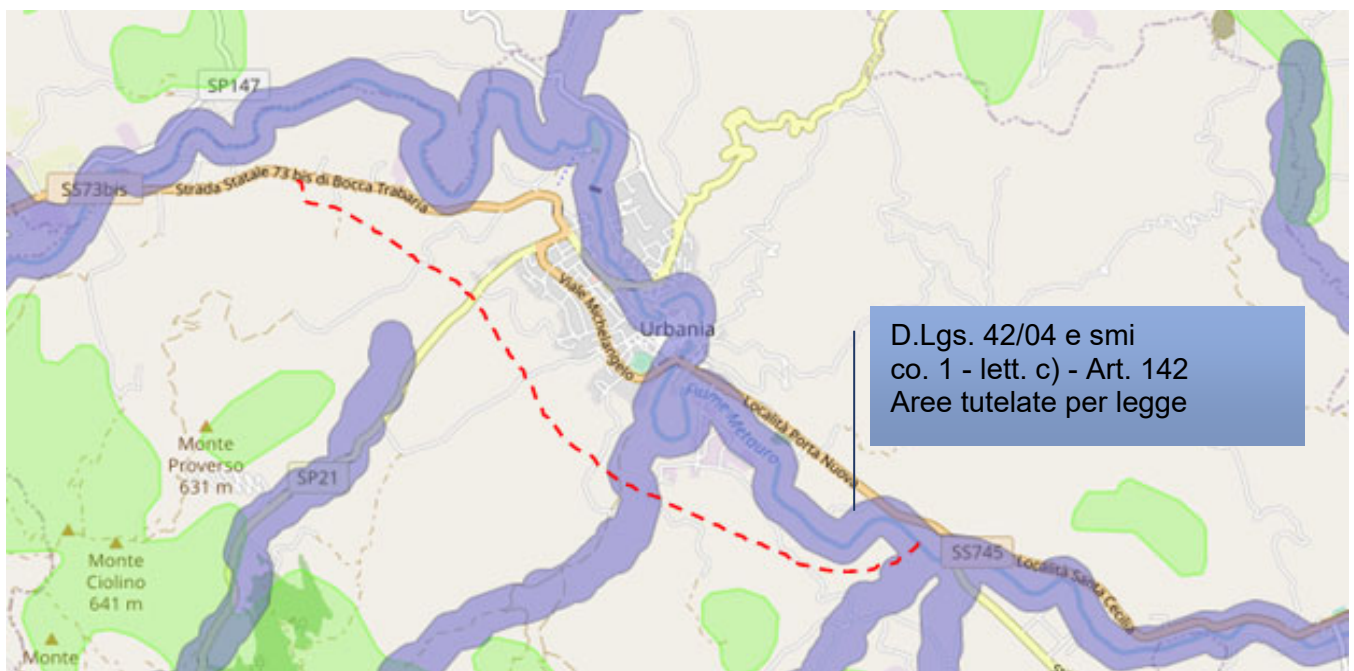 SP147
SS73bis
Strada Statale 73 bis di Bocca Trabaria
Viale Michelangelo
Urbania
D.Lgs. 42/04 e smi
co. 1 - lett. c) - Art. 142
Aree tutelate per legge
Fiume Metauro
Località Porta Nuova
Monte
Proverso
631 m
SP21
Monte
Ciolino
641 m
SS745
Località Santa Cecilia
Monte